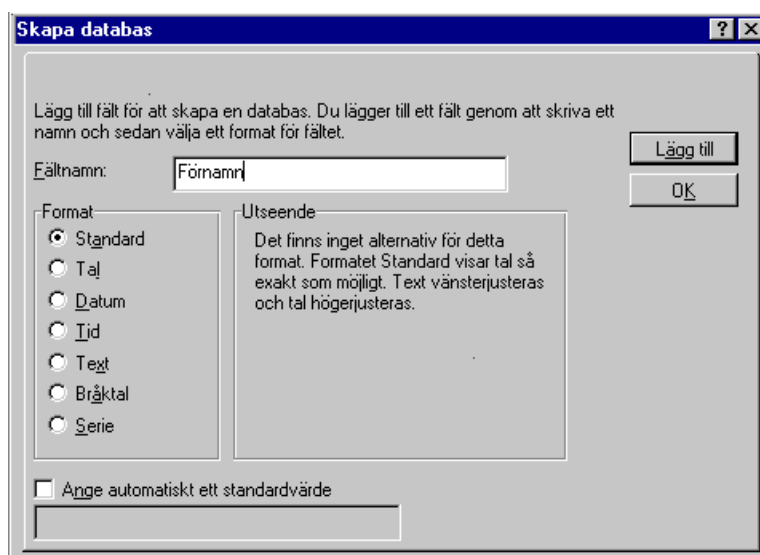 Skapa databas
Lägg till fält för att skapa en databas. Du lägger till ett fält genom att skriva ett
namn och sedan välja ett format för fältet.
Lägg till
Fältnamn:
Förnamn
OK
Format
Utseende
Standard
Tal
Datum
Tid
Text
Bråktal
Serie
Det finns inget alternativ för detta
format. Formatet Standard visar tal så
exakt som möjligt. Text vänsterjusteras
och tal högerjusteras.
Ange automatiskt ett standardvärde